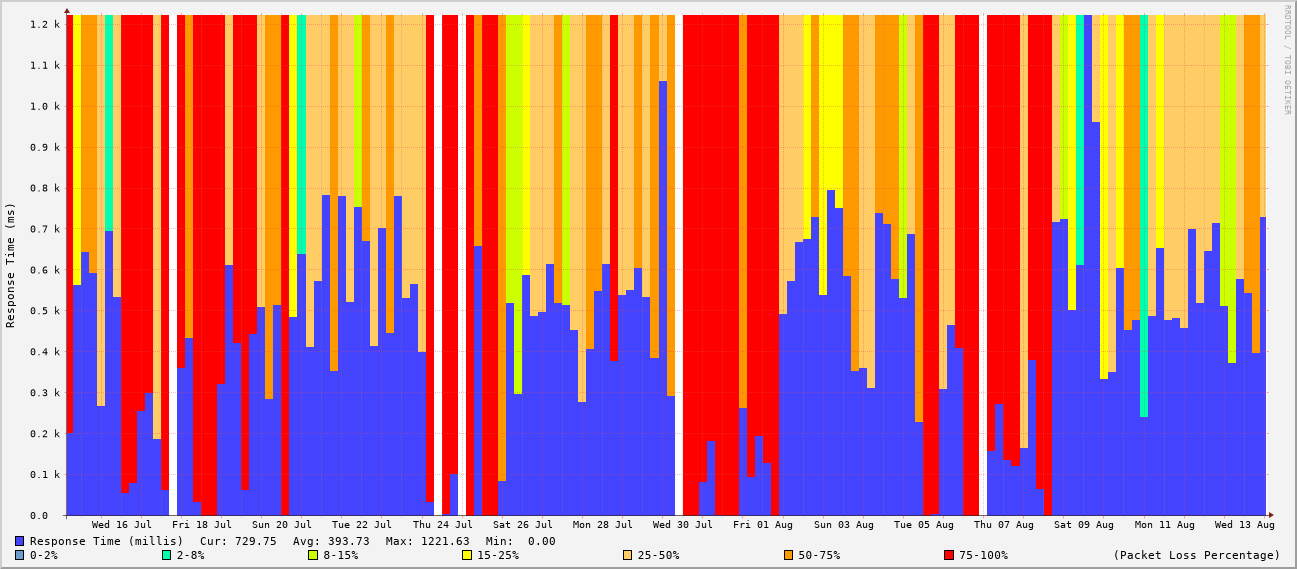 RRDTOOL / TOBI OETIKER
Response Time (ms)
1.2 k
1.1 k
1.0 k
0.9 k
0.8 k
0.7 k
0.6 k
0.5 k
0.4 k
0.3 k
0.2 k
0.1 k
0.0
Wed 16 Jul Fri 18 Jul Sun 20 Jul Tue 22 Jul Thu 24 Jul Sat 26 Jul Mon 28 Jul Wed 30 Jul Fri 01 Aug Sun 03 Aug Tue 05 Aug Thu 07 Aug Sat 09 Aug Mon 11 Aug Wed 13 Aug
Response Time (millis) Cur: 729.75 Avg: 393.73 Max: 1221.63 Min: 0.00
0-2% 2-8% 8-15% 15-25% 25-50% 50-75% 75-100% (Packet Loss Percentage)